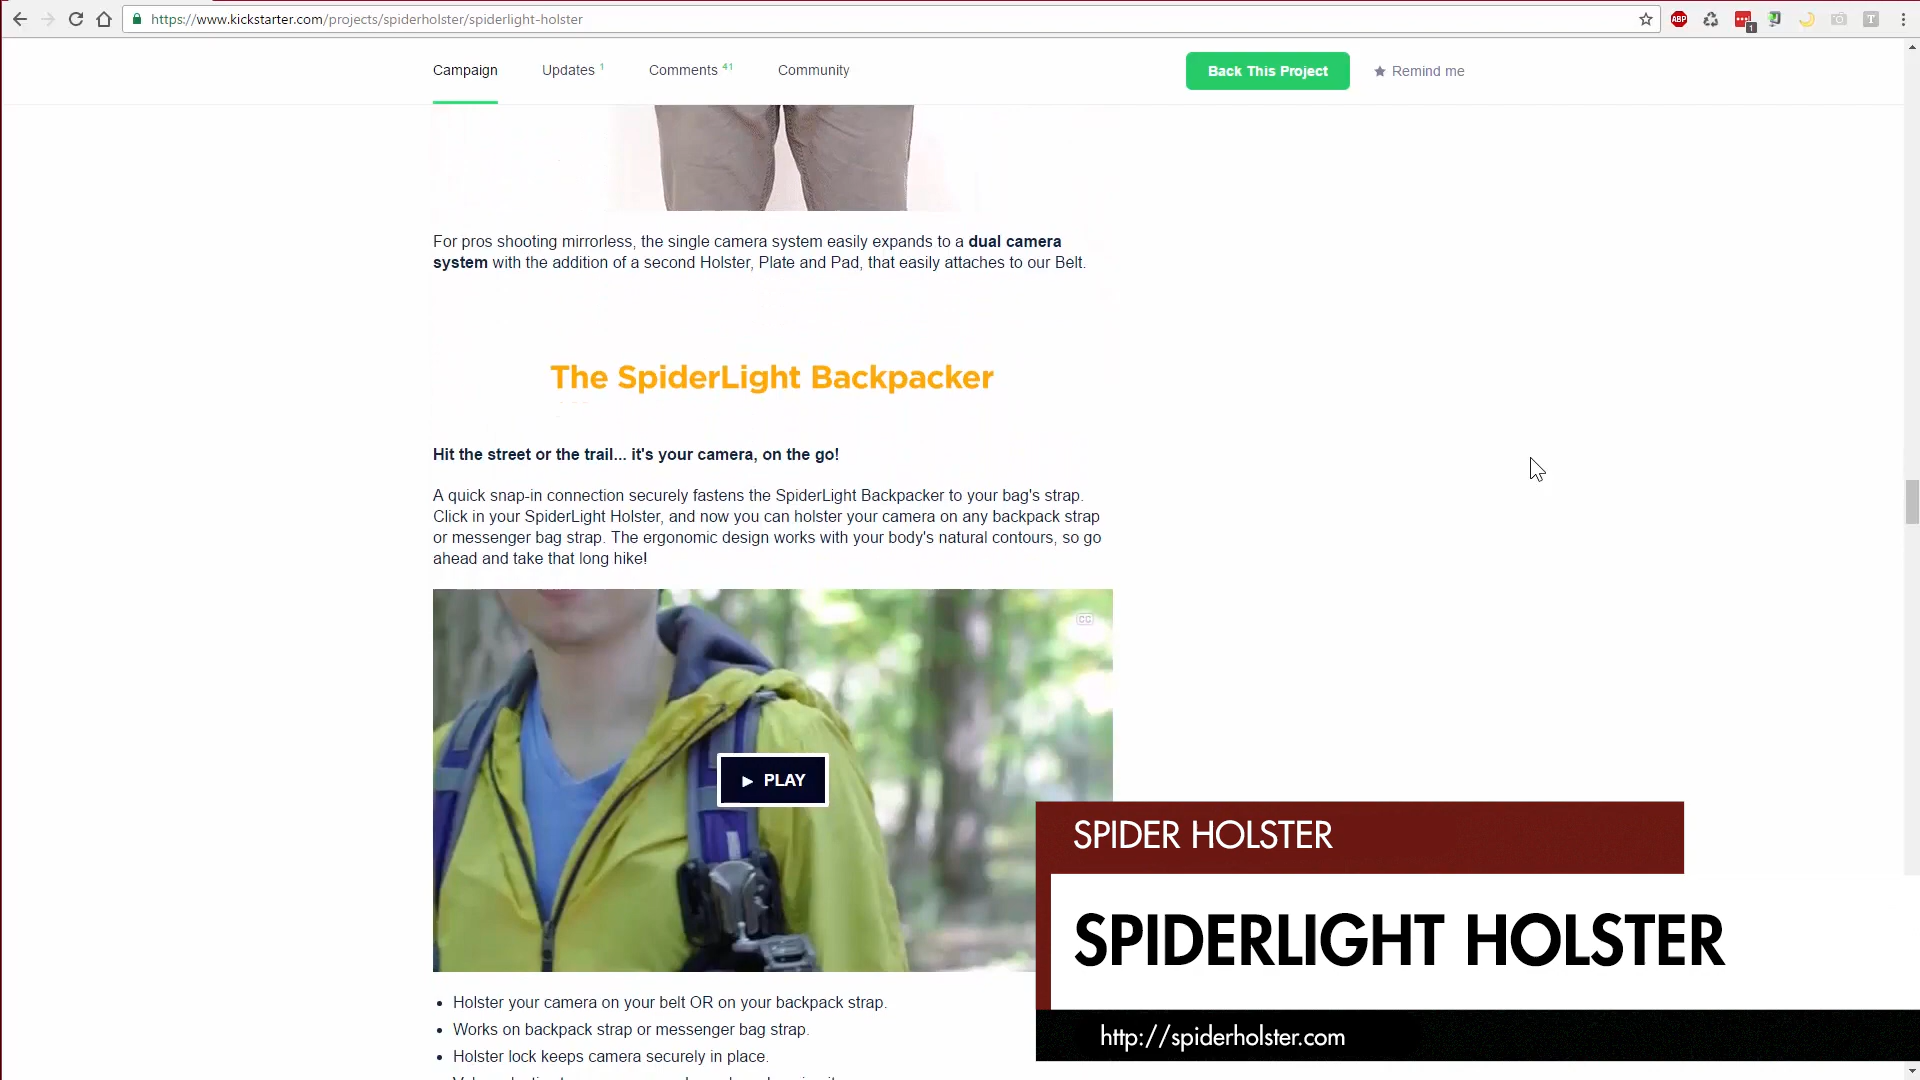 https://www.kickstarter.com/projects/spiderholster/spiderlight-holster
ABP
1
T
Campaign
Updates 1
Comments 41
Community
Back This Project
Remind me
For pros shooting mirrorless, the single camera system easily expands to a dual camera
system with the addition of a second Holster, Plate and Pad, that easily attaches to our Belt.
The SpiderLight Backpacker
Hit the street or the trail... it's your camera, on the go!
A quick snap-in connection securely fastens the SpiderLight Backpacker to your bag's strap.
Click in your SpiderLight Holster, and now you can holster your camera on any backpack strap
or messenger bag strap. The ergonomic design works with your body's natural contours, so go
ahead and take that long hike!
CC
PLAY
Holster your camera on your belt OR on your backpack strap.
Works on backpack strap or messenger bag strap.
Holster lock keeps camera securely in place.
SPIDER HOLSTER
SPIDERLIGHT HOLSTER
http://spiderholster.com